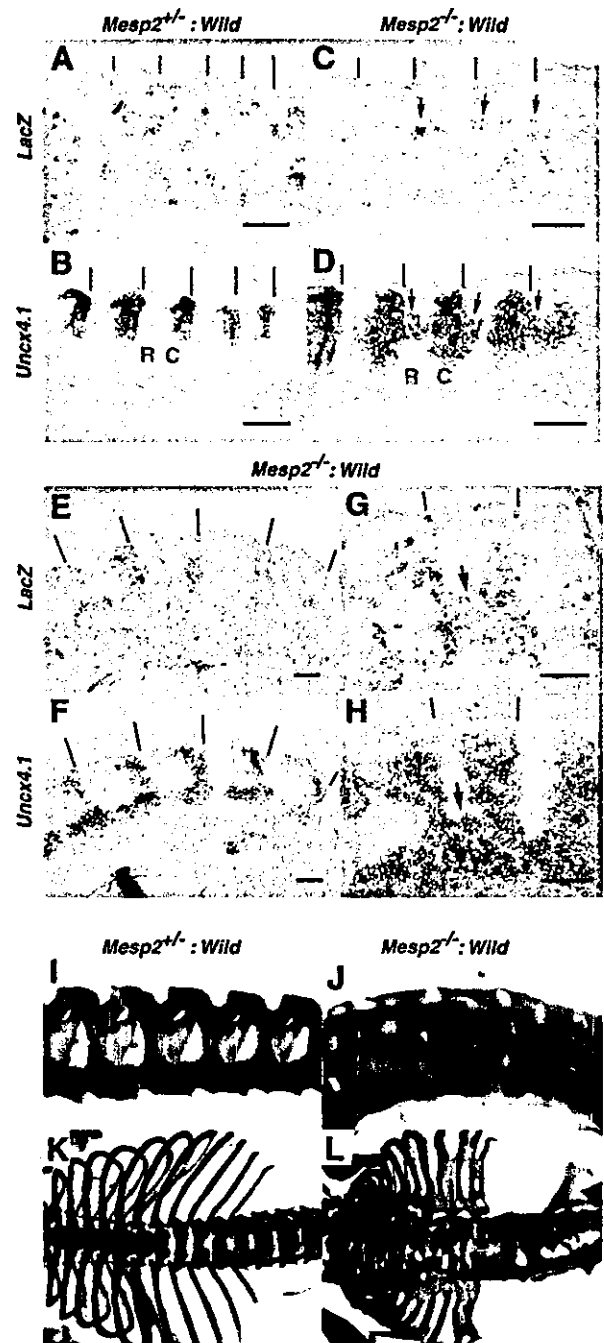 Mesp2+/- : Wild
Mesp2-/- : Wild
A
C
LacZ
B
D
Uncx4.1
R C
R C
Mesp2-/- : Wild
E
G
LacZ
F
H
Uncx4.1
Mesp2+/- : Wild
Mesp2-/- : Wild
I
J
K
L